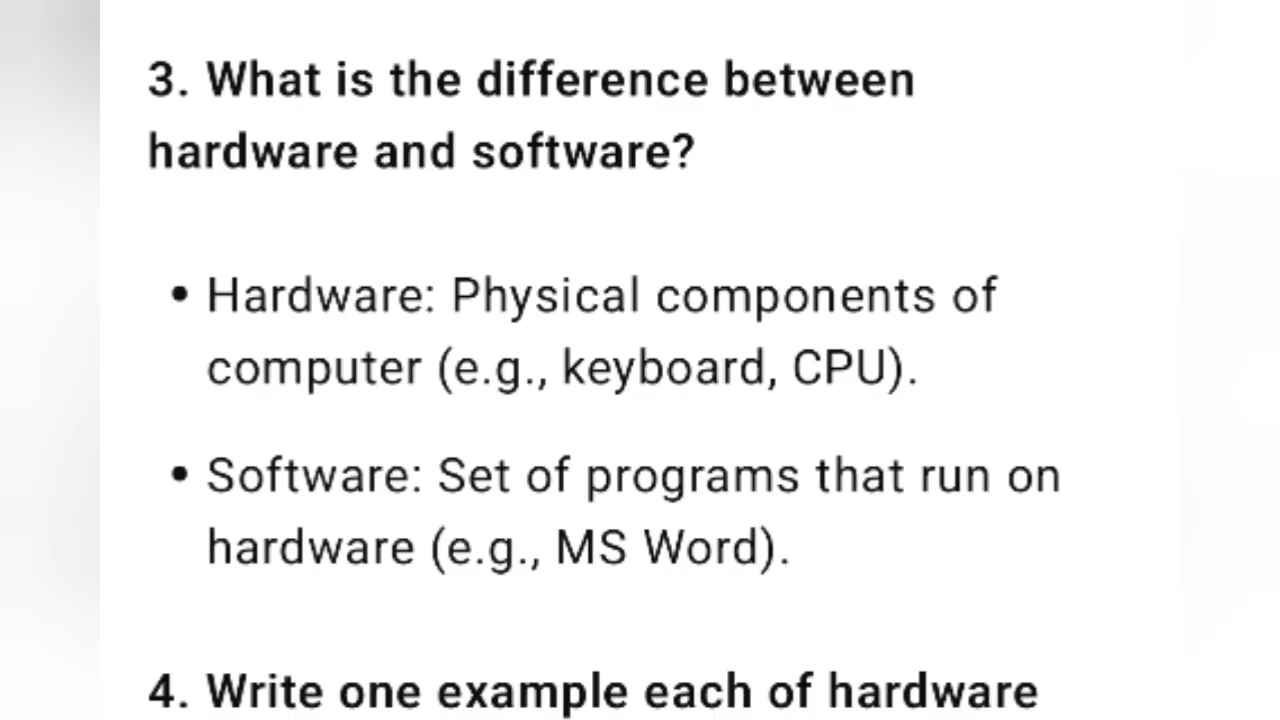 3. What is the difference between
hardware and software?
• Hardware: Physical components of
computer (e.g., keyboard, CPU).
• Software: Set of programs that run on
hardware (e.g., MS Word).
4. Write one example each of hardware